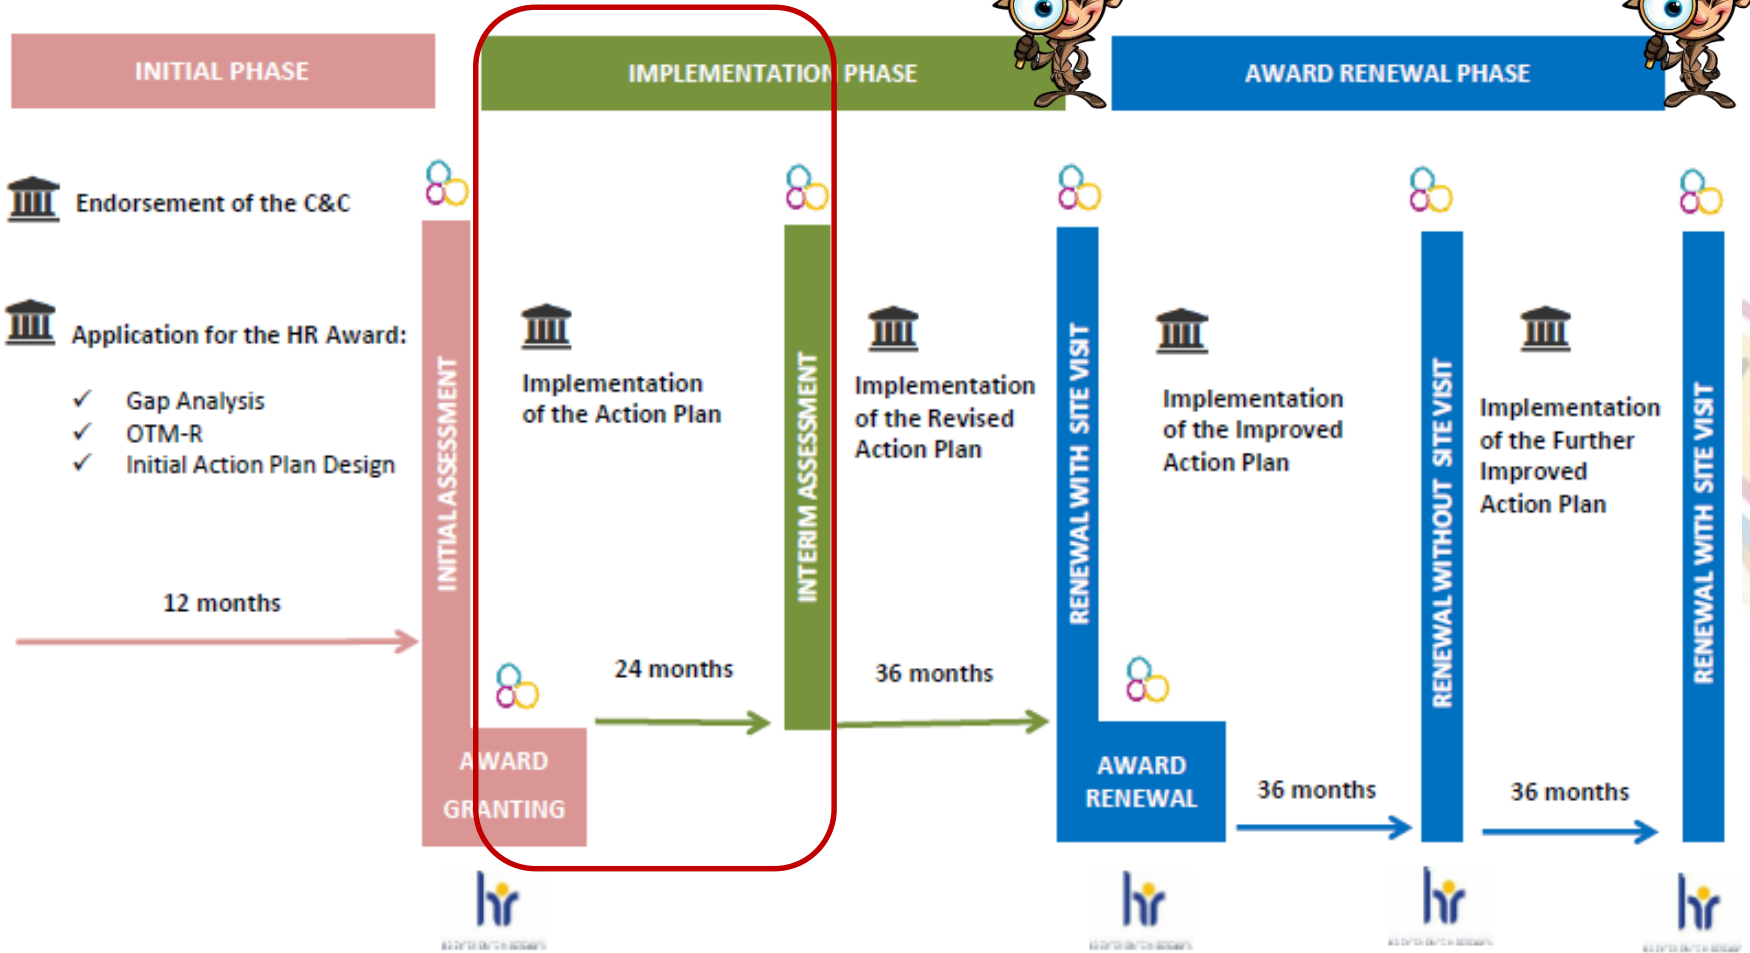 INITIAL PHASE
IMPLEMENTATION PHASE
AWARD RENEWAL PHASE
Endorsement of the C&C
Application for the HR Award:
✓ Gap Analysis
✓ OTM-R
✓ Initial Action Plan Design
12 months
INITIAL ASSESSMENT
AWARD
GRANTING
Implementation
of the Action Plan
24 months
INTERIM ASSESSMENT
Implementation
of the Revised
Action Plan
36 months
RENEWAL WITH SITE VISIT
AWARD
RENEWAL
Implementation
of the Improved
Action Plan
36 months
RENEWAL WITHOUT SITE VISIT
Implementation
of the Further
Improved
Action Plan
36 months
RENEWAL WITH SITE VISIT
hr
hr
hr
hr